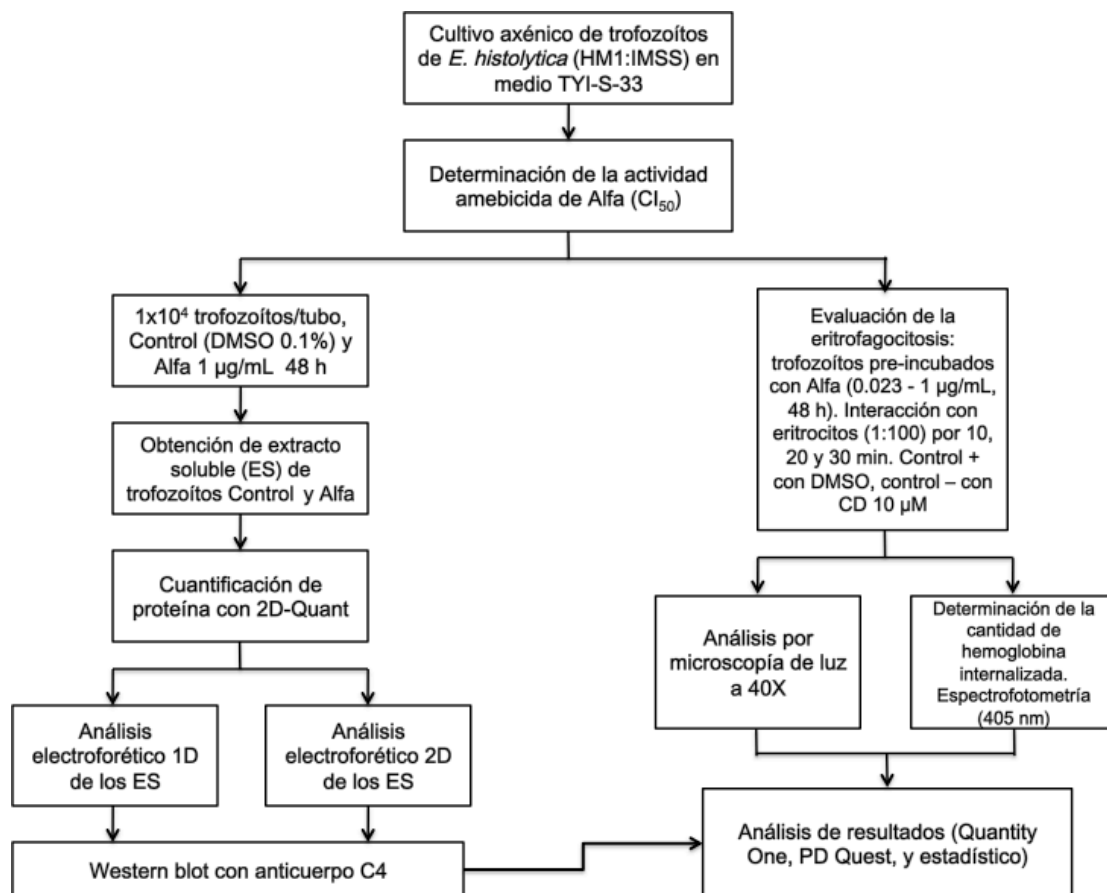 Cultivo axénico de trofozoítos
de E. histolytica (HM1:IMSS) en
medio TYI-S-33
Determinación de la actividad
amebicida de Alfa (CI50)
1x10⁴ trofozoítos/tubo,
Control (DMSO 0.1%) y
Alfa 1 µg/mL 48 h
Obtención de extracto
soluble (ES) de
trofozoítos Control y Alfa
Cuantificación de
proteína con 2D-Quant
Análisis
electroforético 1D
de los ES
Análisis
electroforético 2D
de los ES
Western blot con anticuerpo C4
Evaluación de la
eritrofagocitosis:
trofozoítos pre-incubados
con Alfa (0.023 - 1 µg/mL,
48 h). Interacción con
eritrocitos (1:100) por 10,
20 y 30 min. Control +
con DMSO, control – con
CD 10 µM
Análisis por
microscopía de luz
a 40X
Determinación de la
cantidad de
hemoglobina
internalizada.
Espectrofotometría
(405 nm)
Análisis de resultados (Quantity
One, PD Quest, y estadístico)